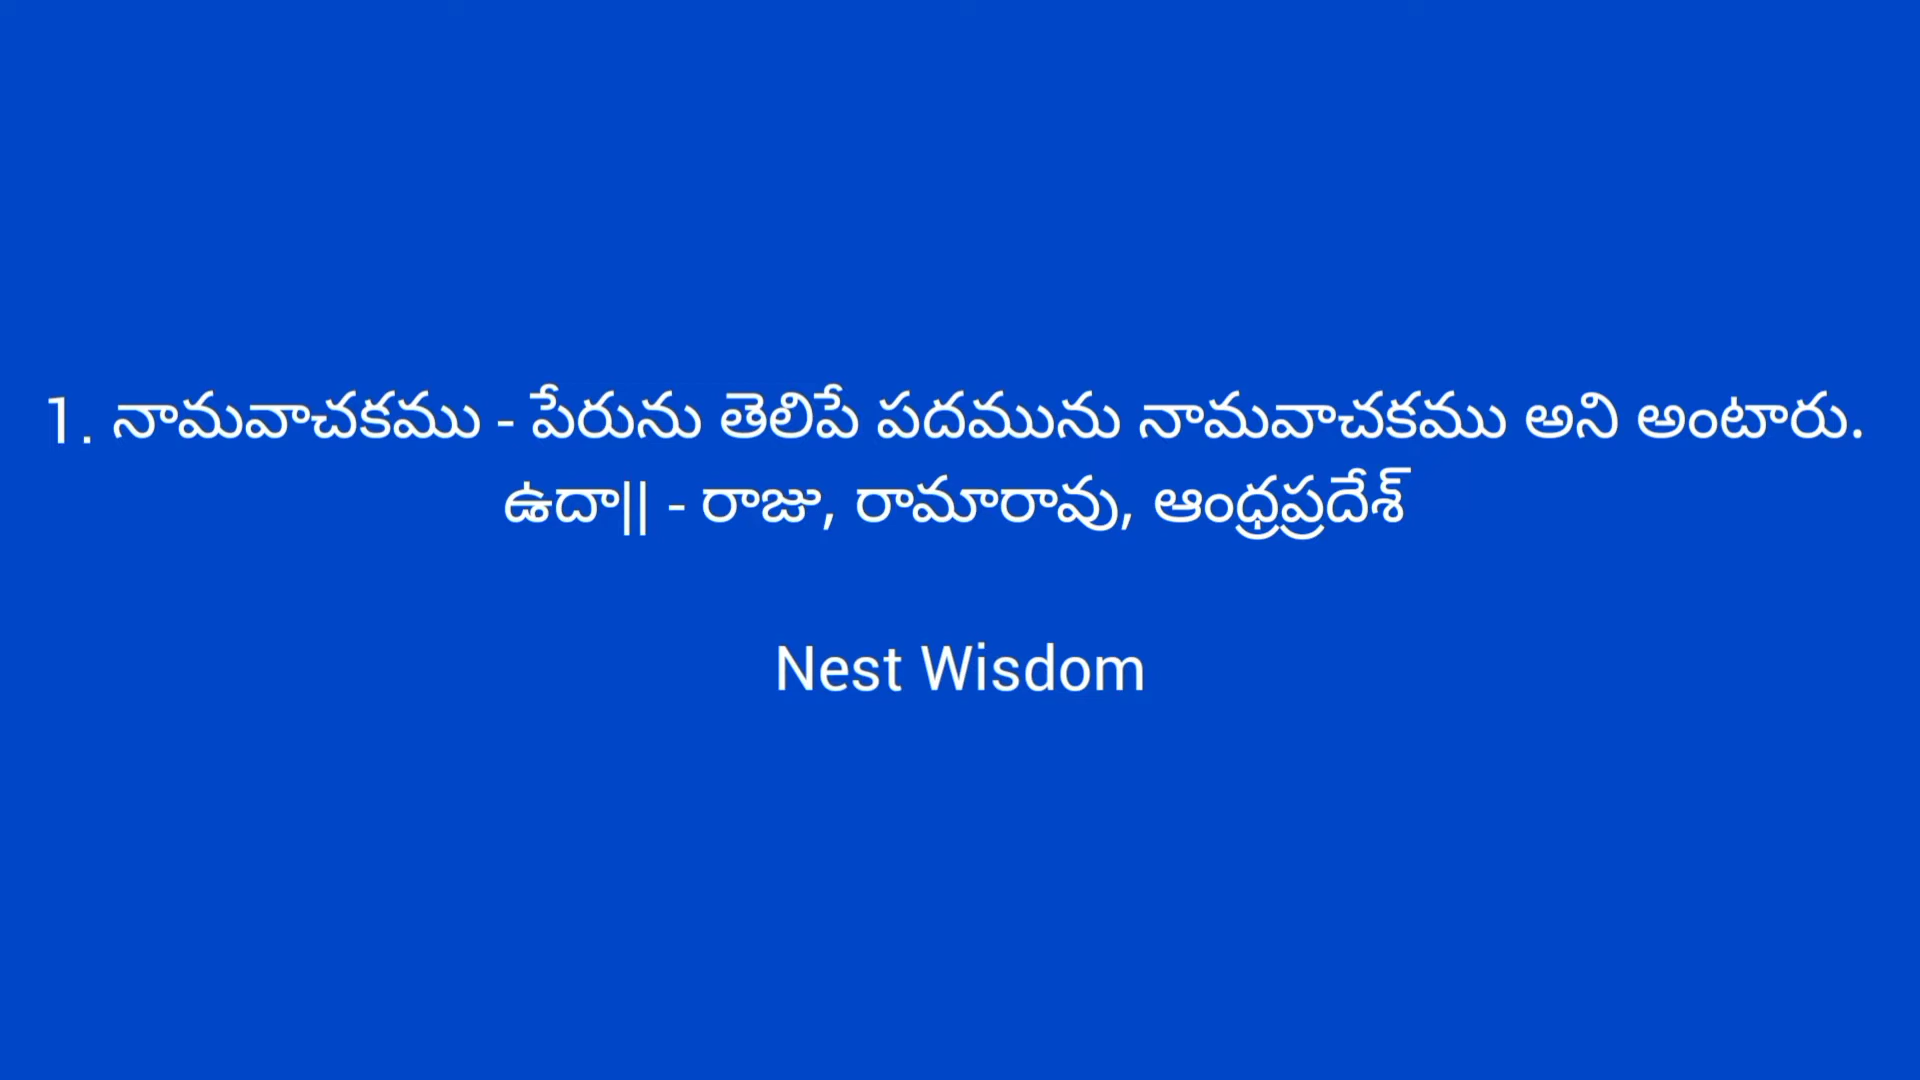 1. నామవాచకము - పేరును తెలిపే పదమును నామవాచకము అని అంటారు.
ఉదా|| - రాజు, రామారావు, ఆంధ్రప్రదేశ్
Nest Wisdom